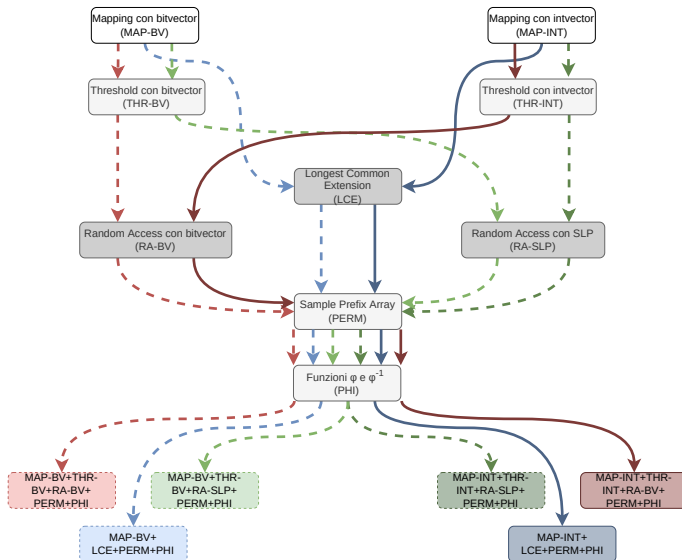 Mapping con bitvector
(MAP-BV)
Mapping con intvector
(MAP-INT)
Threshold con bitvector
(THR-BV)
Threshold con intvector
(THR-INT)
Longest Common
Extension
(LCE)
Random Access con bitvector
(RA-BV)
Random Access con SLP
(RA-SLP)
Sample Prefix Array
(PERM)
Funzioni φ e φ⁻¹
(PHI)
MAP-BV+THR-
BV+RA-BV+
PERM+PHI
MAP-BV+THR-
BV+RA-SLP+
PERM+PHI
MAP-INT+THR-
INT+RA-SLP+
PERM+PHI
MAP-INT+THR-
INT+RA-BV+
PERM+PHI
MAP-BV+
LCE+PERM+PHI
MAP-INT+
LCE+PERM+PHI